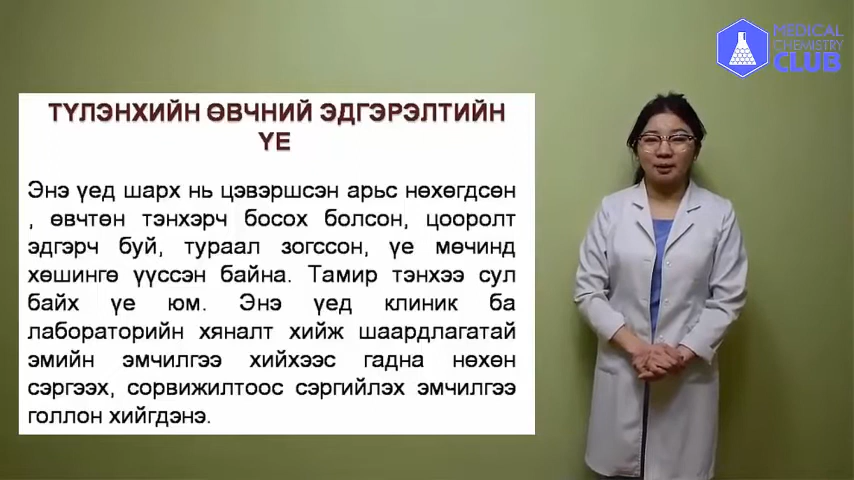 ТҮЛЭНХИЙН ӨВЧНИЙ ЭДГЭРЭЛТИЙН
ҮЕ
Энэ үед шарх нь цэвэршсэн арьс нөхөгдсөн
, өвчтөн тэнхэрч босох болсон, цооролт
эдгэрч буй, тураал зогссон, үе мөчинд
хөшингө үүссэн байна. Тамир тэнхээ сул
байх үе юм. Энэ үед клиник ба
лабораторийн хяналт хийж шаардлагатай
эмийн эмчилгээ хийхээс гадна нөхөн
сэргээх, сорвижилтоос сэргийлэх эмчилгээ
голлон хийгдэнэ.
MEDICAL
CHEMISTRY
CLUB